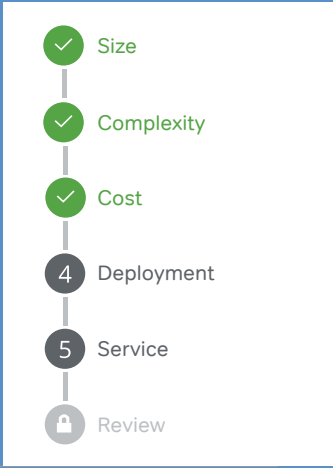 Size
Complexity
Cost
4 Deployment
5 Service
Review